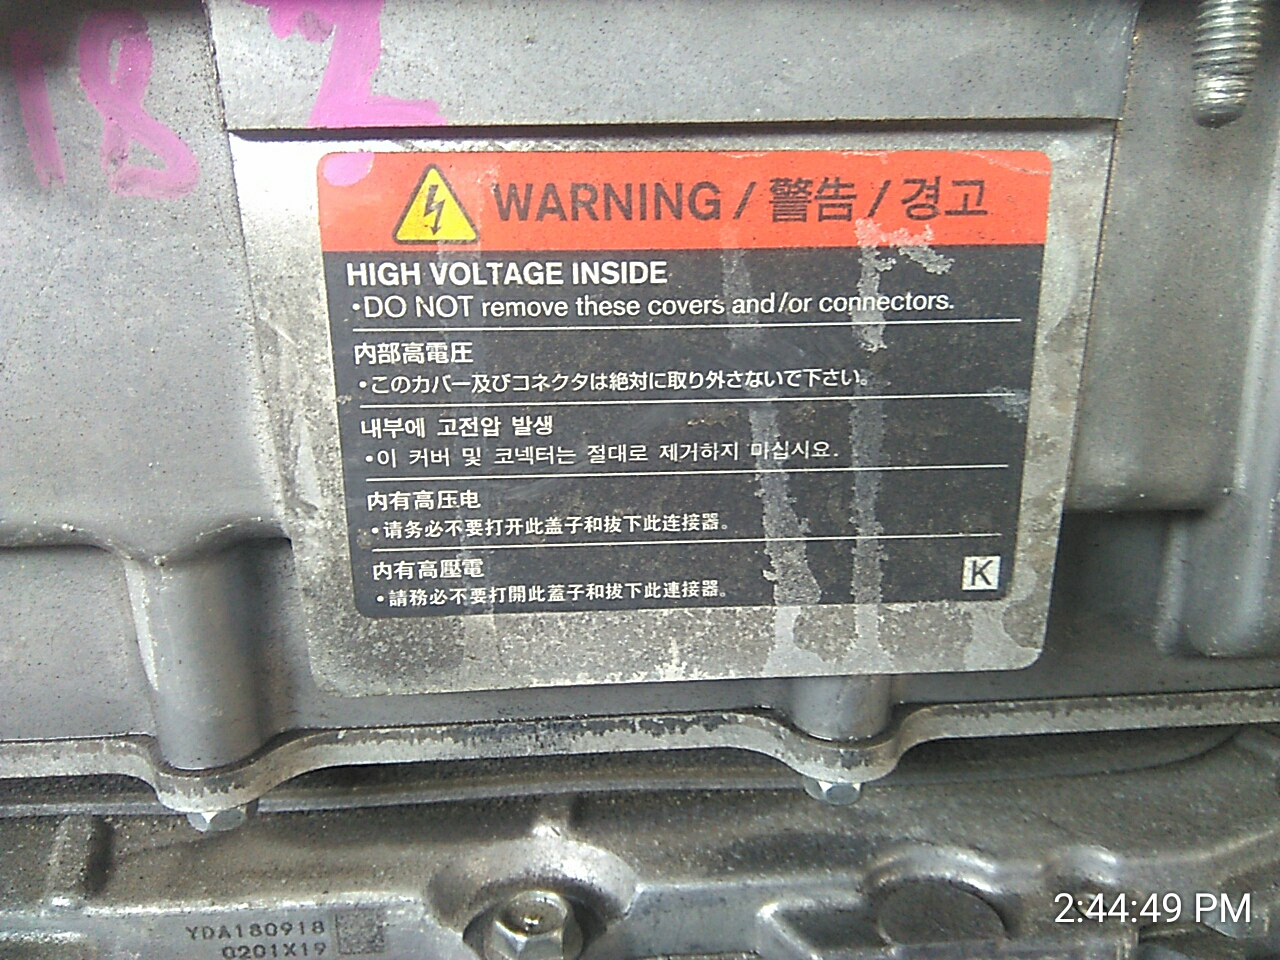 18 2
WARNING / 警告 / 경고
HIGH VOLTAGE INSIDE
・DO NOT remove these covers and/or connectors.
内部高電圧
・このカバー及びコネクタは絶対に取り外さないで下さい。
내부에 고전압 발생
・이 커버 및 코넥터는 절대로 제거하지 마십시요.
内有高压电
・请务必不要打开此盖子和拔下此连接器。
内有高壓電
・請務必不要打開此蓋子和拔下此連接器。
K
2:44:49 PM
YDA180918
0201X19